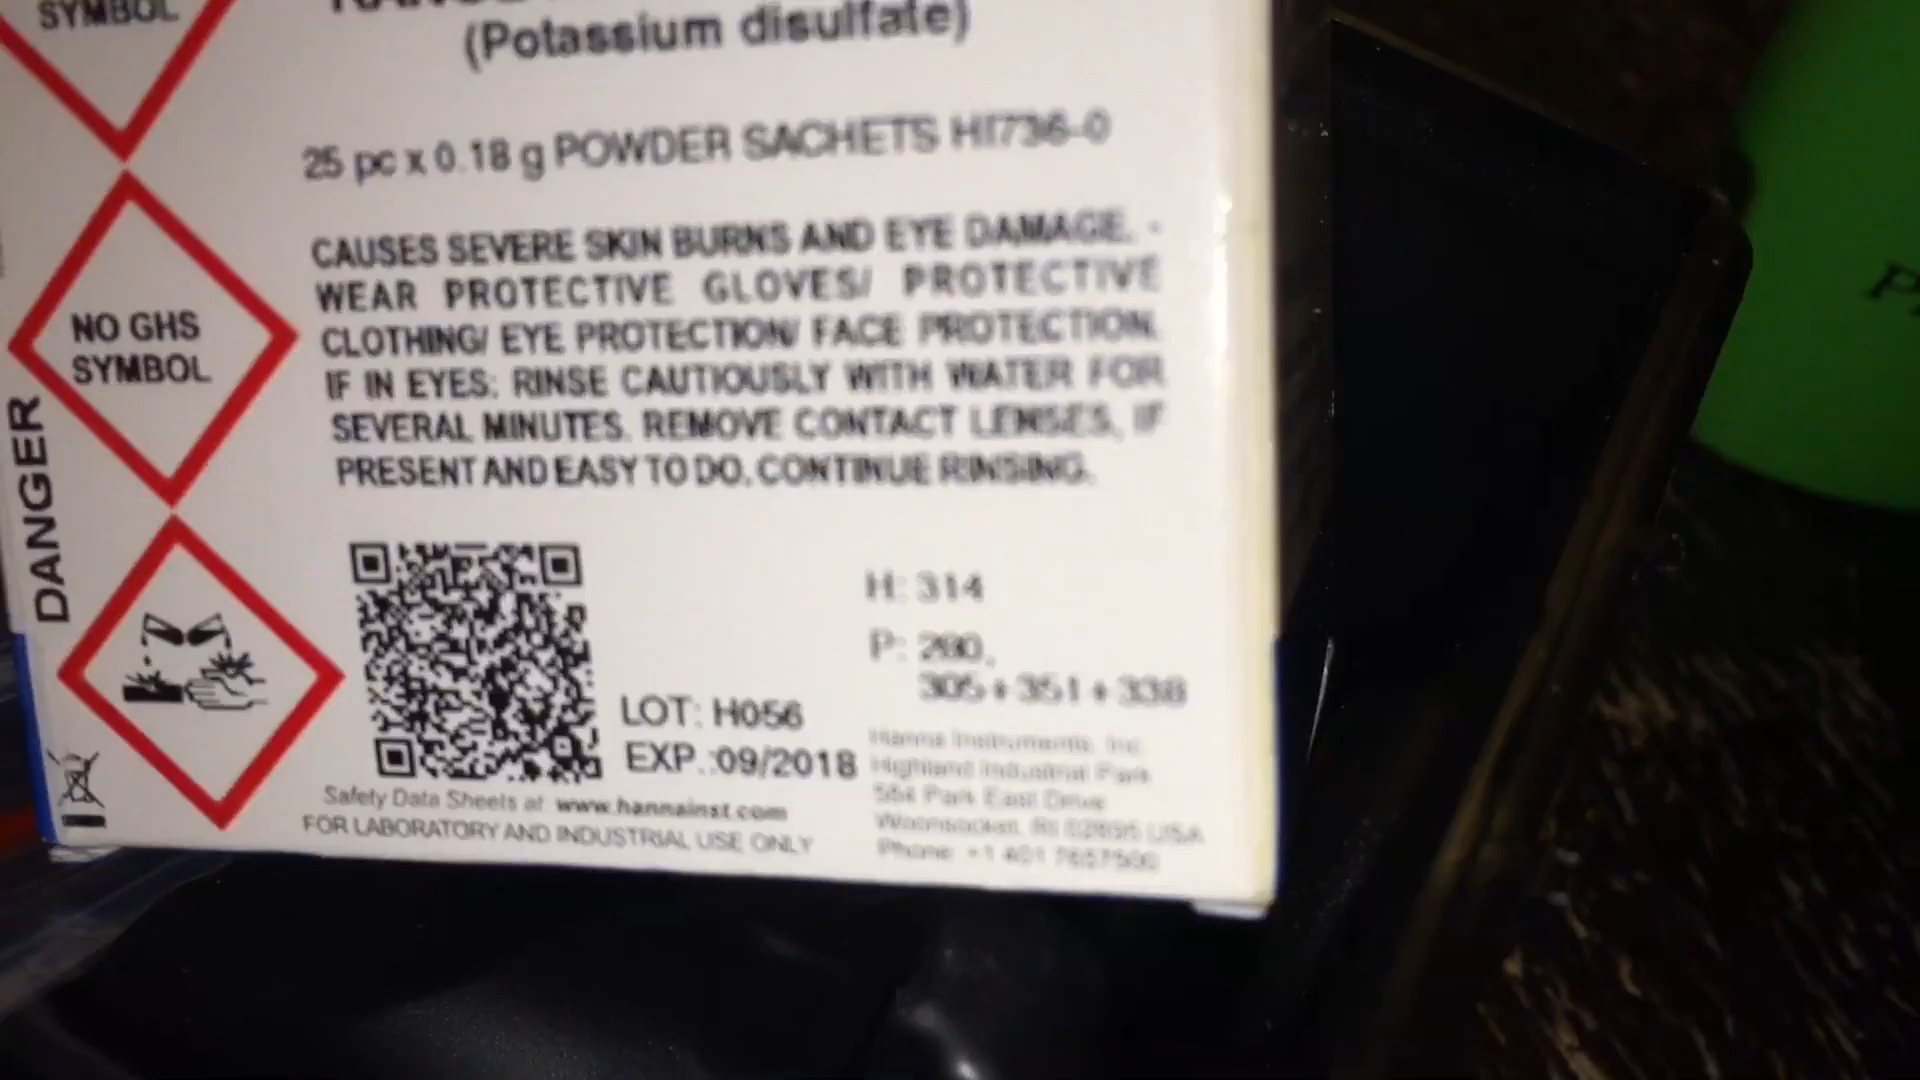 SYMBOL
(Potassium disulfate)
25 pc x 0.18 g POWDER SACHETS HI736-0
CAUSES SEVERE SKIN BURNS AND EYE DAMAGE. -
WEAR PROTECTIVE GLOVES/ PROTECTIVE
CLOTHING/ EYE PROTECTION/ FACE PROTECTION.
IF IN EYES: RINSE CAUTIOUSLY WITH WATER FOR
SEVERAL MINUTES. REMOVE CONTACT LENSES, IF
PRESENT AND EASY TO DO. CONTINUE RINSING.
NO GHS
SYMBOL
DANGER
H: 314
P: 280,
305+351+338
LOT: H056
EXP.:09/2018
Safety Data Sheets at www.hannainst.com
FOR LABORATORY AND INDUSTRIAL USE ONLY
Hanna Instruments, Inc.
Highland Industrial Park
584 Park East Drive
Woonsocket, RI 02895 USA
Phone: +1 401 7657500